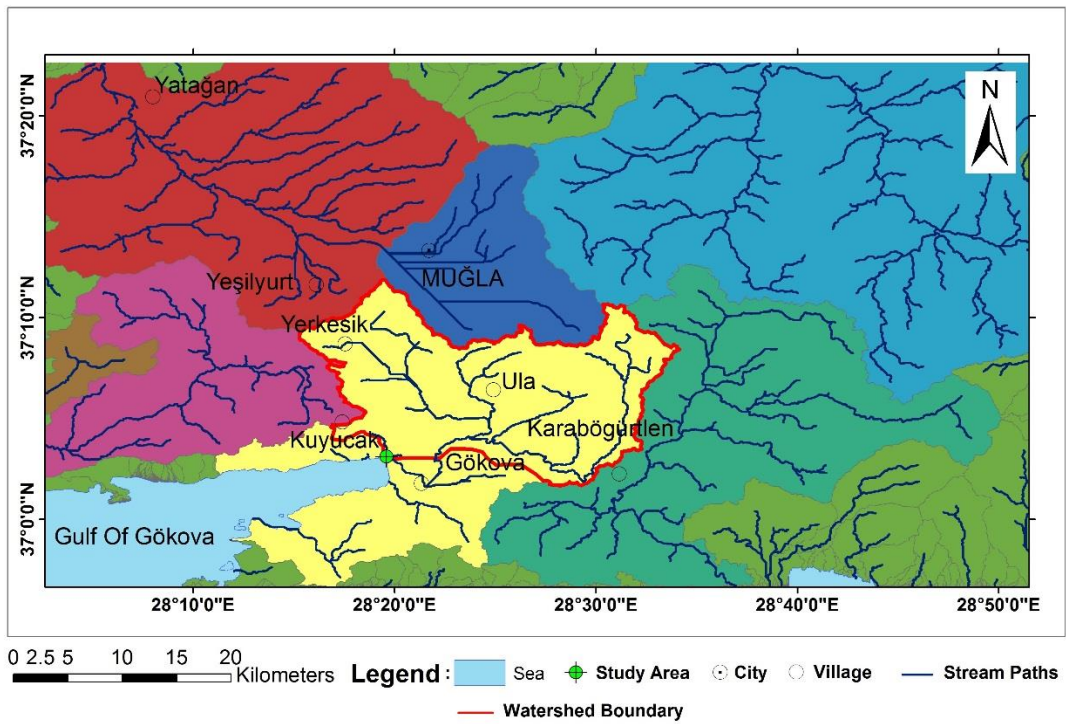 Yatağan
N
37°20'0"N
MUĞLA
Yeşilyurt
37°10'0"N
Yerkesik
Ula
Karabögürtlen
Kuyucak
Gökova
37°0'0"N
Gulf Of Gökova
28°10'0"E 28°20'0"E 28°30'0"E 28°40'0"E 28°50'0"E
0 2.5 5 10 15 20
Kilometers Legend : Sea Study Area City Village Stream Paths
Watershed Boundary